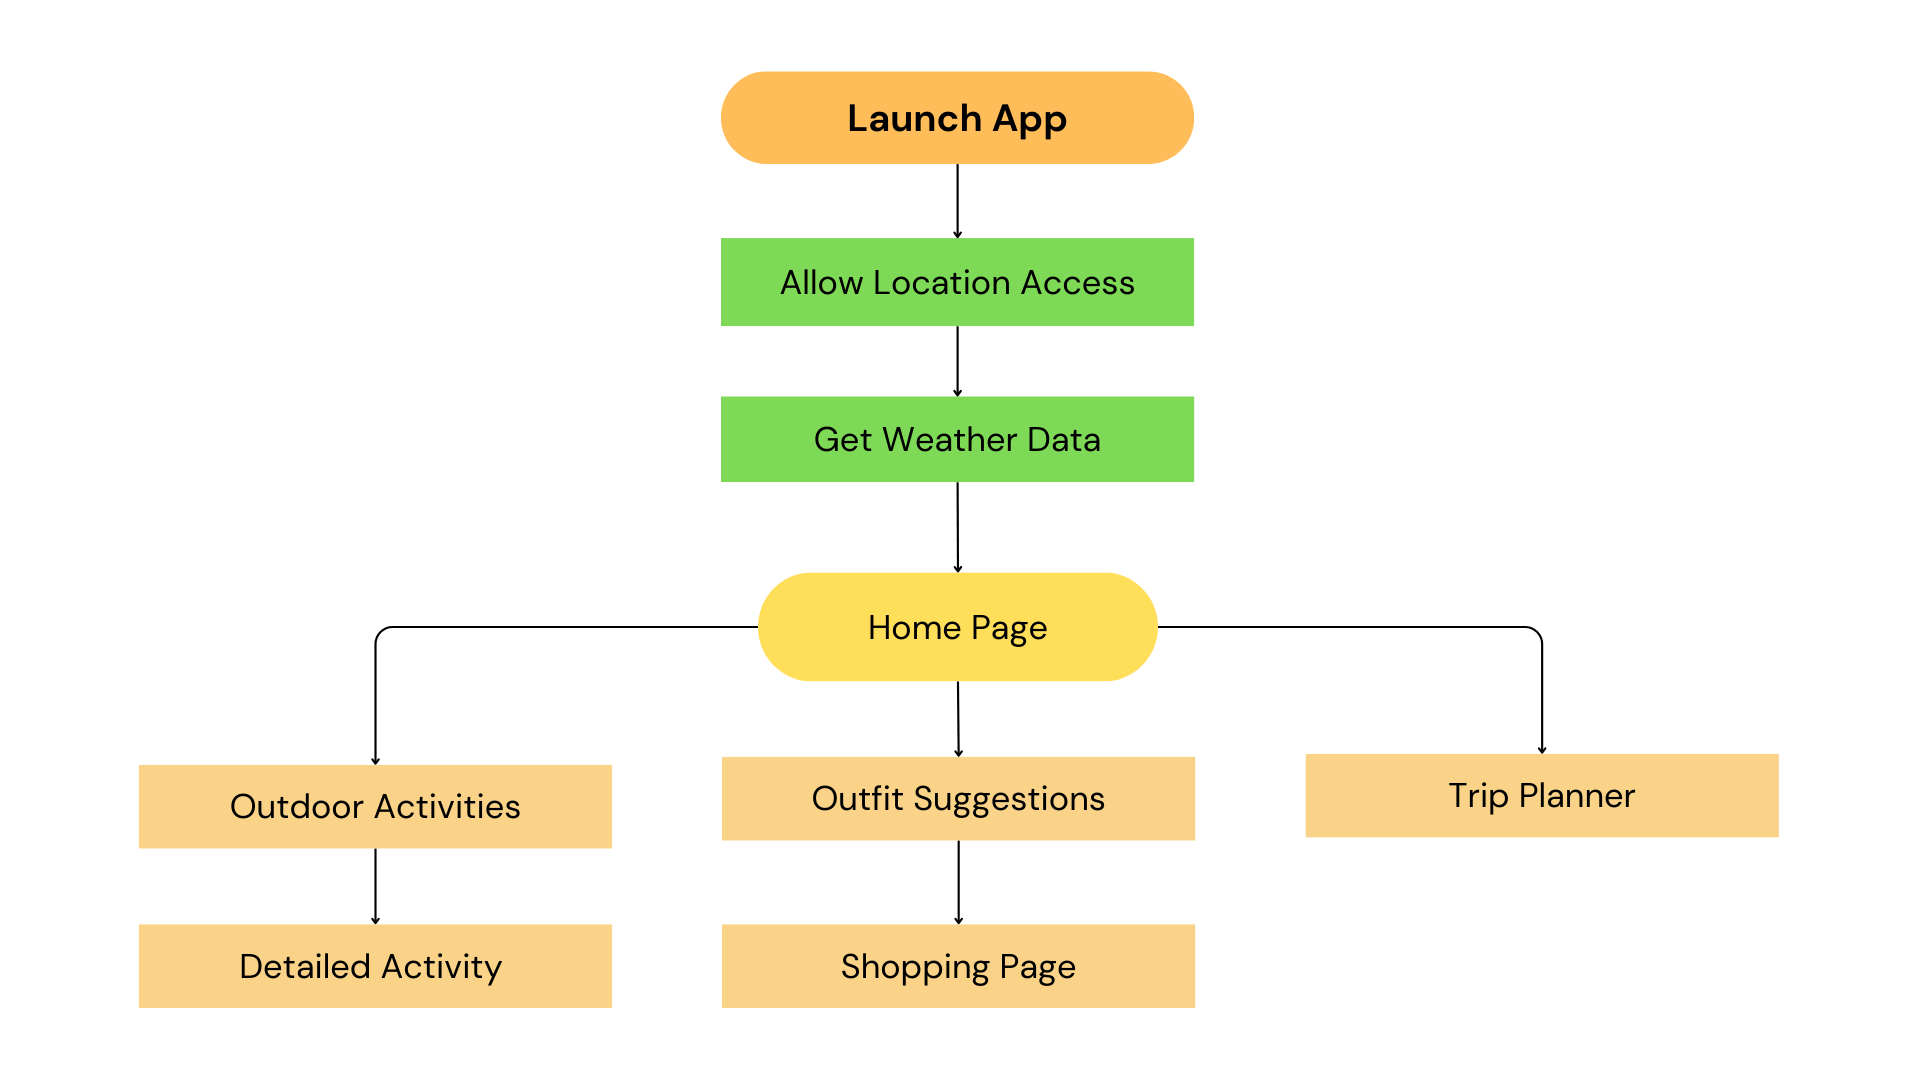 Launch App
Allow Location Access
Get Weather Data
Home Page
Outdoor Activities
Outfit Suggestions
Trip Planner
Detailed Activity
Shopping Page